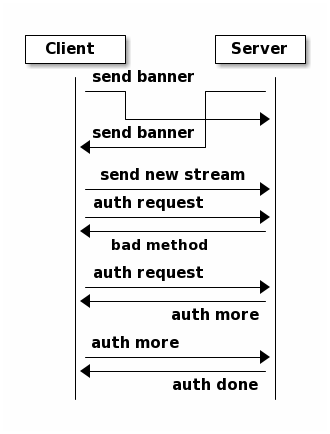 Client
Server
send banner
send banner
send new stream
auth request
bad method
auth request
auth more
auth more
auth done